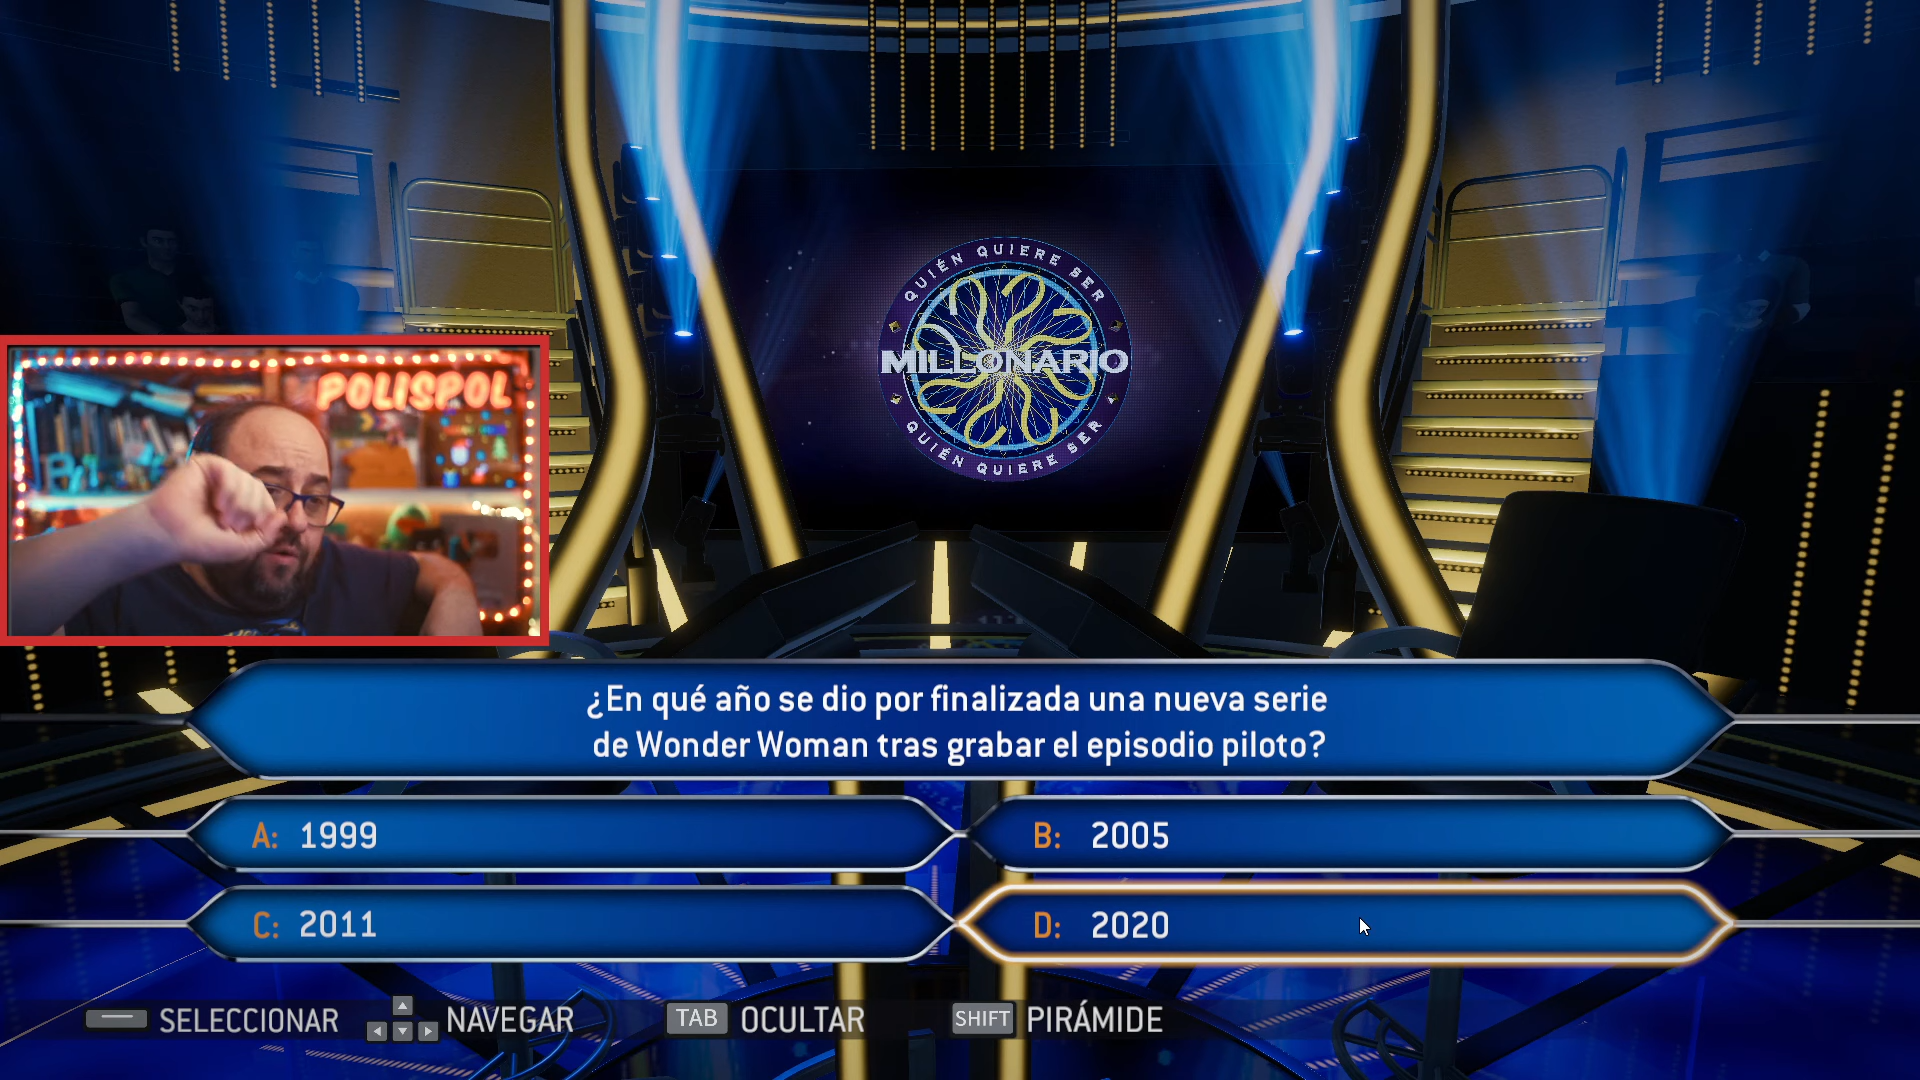 QUIÉN QUIERE SER
MILLONARIO
QUIÉN QUIERE SER
POLISPOL
¿En qué año se dio por finalizada una nueva serie
de Wonder Woman tras grabar el episodio piloto?
A: 1999
B: 2005
C: 2011
D: 2020
SELECCIONAR
NAVEGAR
TAB OCULTAR
SHIFT PIRÁMIDE